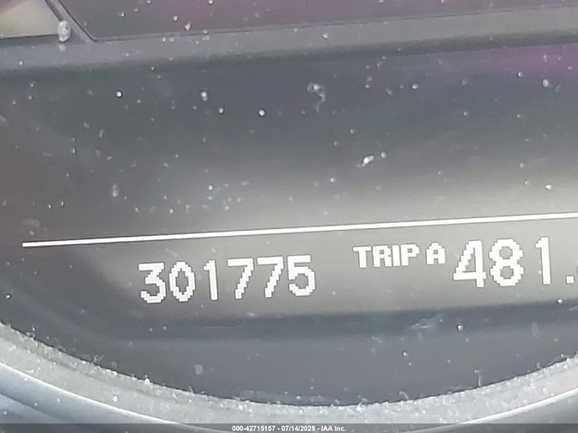 301775 TRIP A 481.
000-42715157 - 07/14/2025 - IAA Inc.